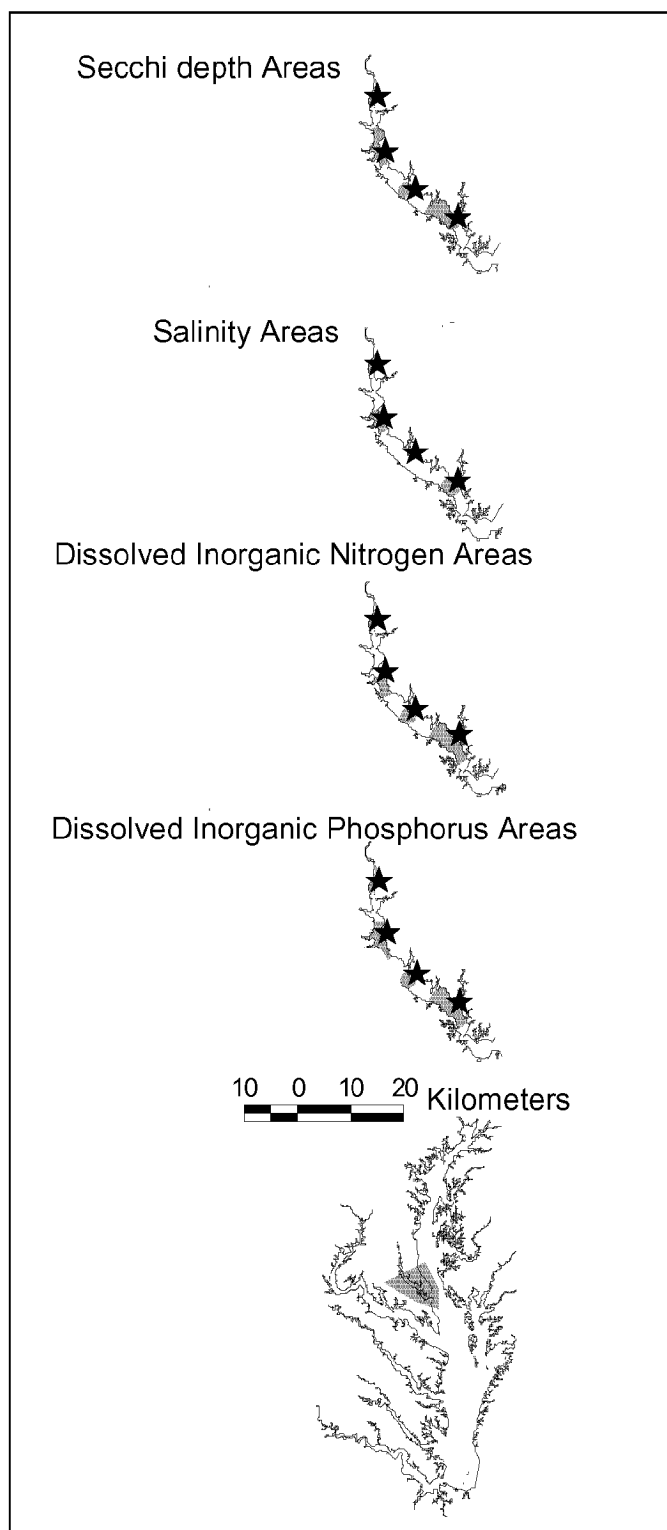 Secchi depth Areas
Salinity Areas
Dissolved Inorganic Nitrogen Areas
Dissolved Inorganic Phosphorus Areas
10 0 10 20 Kilometers